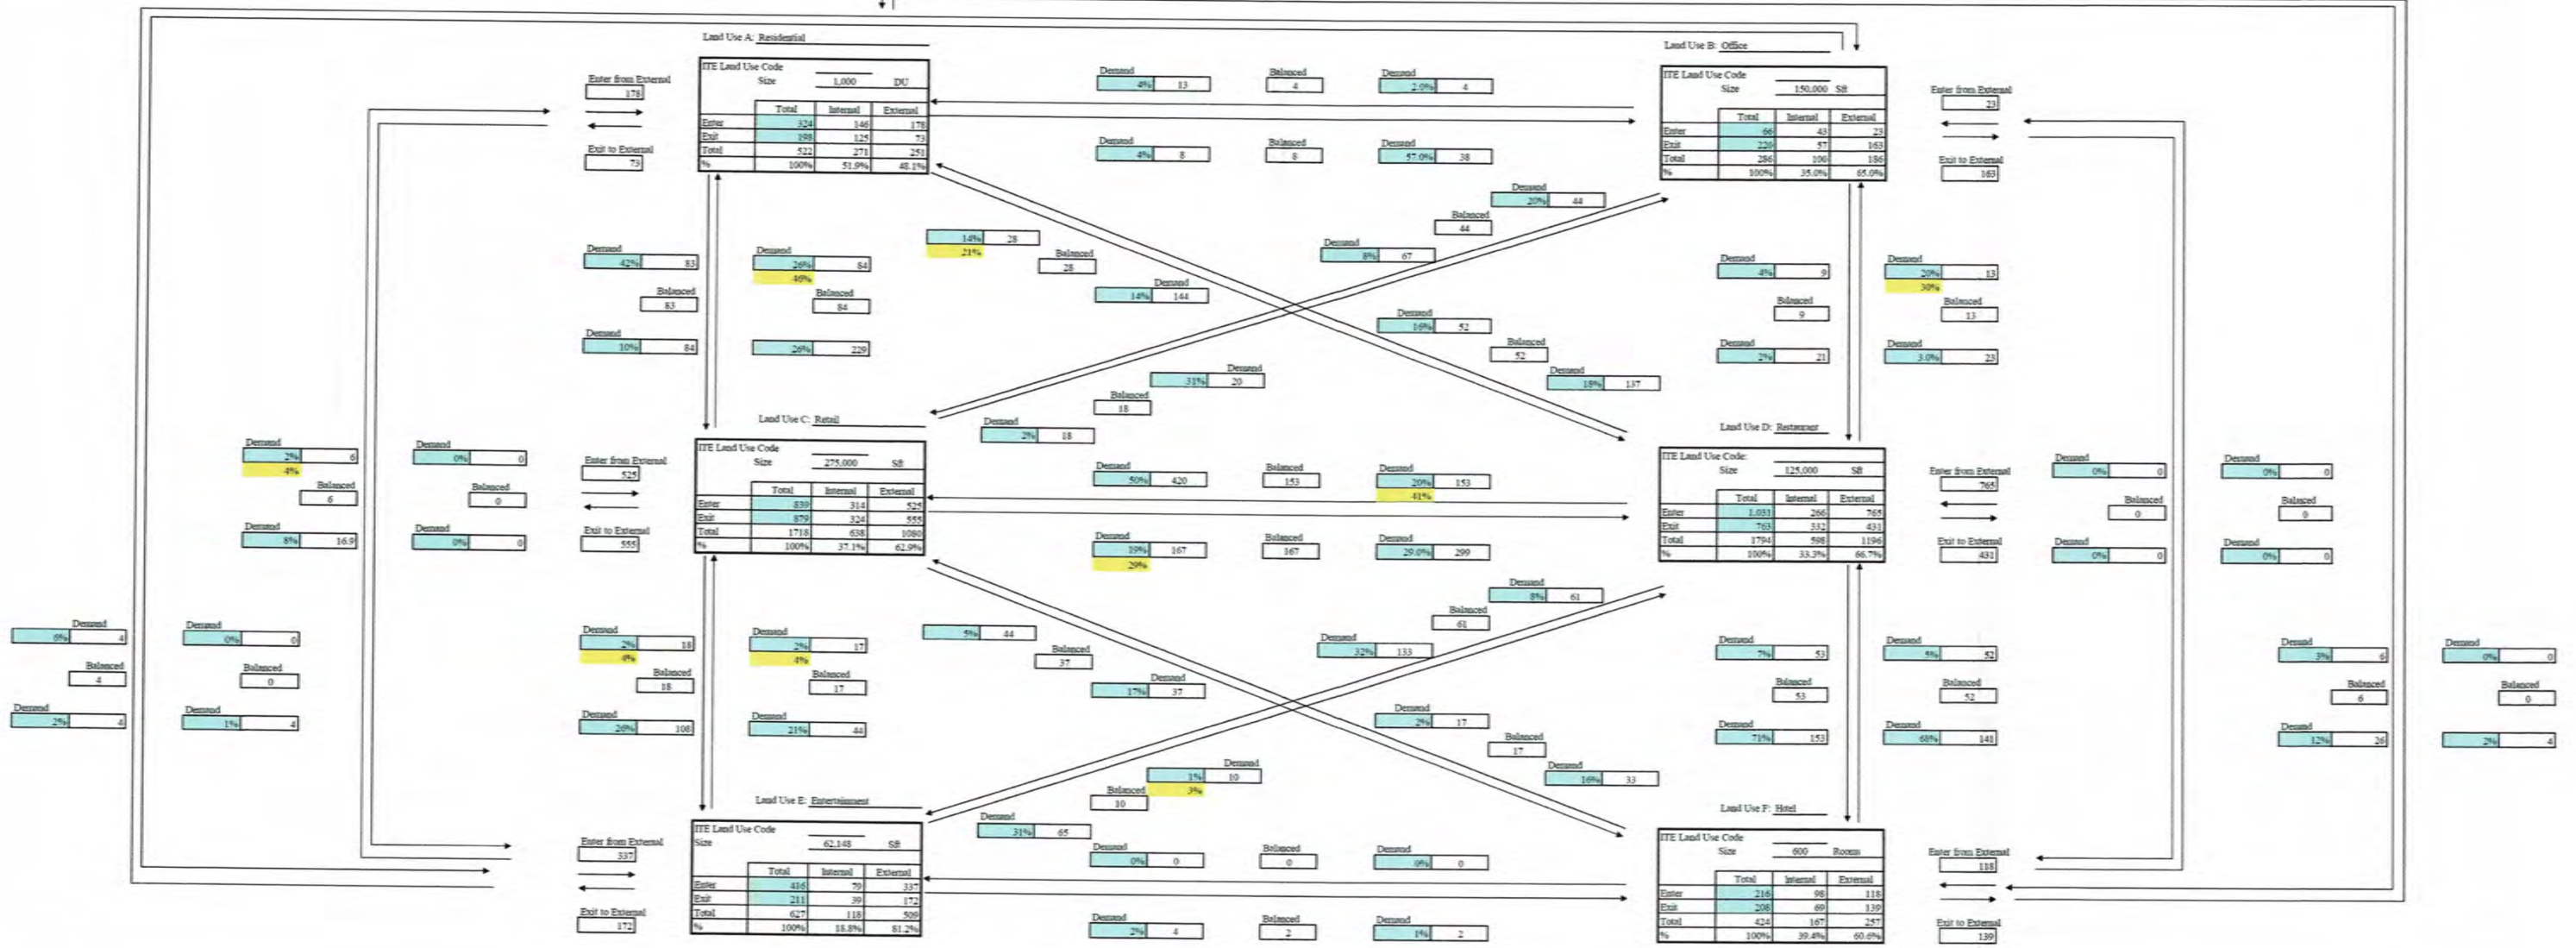 Land Use A: Residential
ITE Land Use Code
Size 1,000 DU
Total Internal External
Enter 324 146 178
Exit 198 125 73
Total 522 271 251
% 100% 51.9% 48.1%
Enter from External
178
Exit to External
73
Demand
4% 13
Balanced
4
Demand
2.0% 4
Demand
4% 8
Balanced
8
Demand
57.0% 38
Land Use B: Office
ITE Land Use Code
Size 150,000 Sft
Total Internal External
Enter 66 43 23
Exit 220 57 163
Total 286 100 186
% 100% 35.0% 65.0%
Enter from External
23
Exit to External
163
Demand
42% 83
Balanced
83
Demand
10% 84
Demand
26% 84
46%
Balanced
84
26% 229
14% 28
21%
Balanced
28
Demand
14% 144
Demand
20% 44
Balanced
44
Demand
8% 67
Demand
16% 52
Balanced
52
Demand
18% 137
Demand
31% 20
Balanced
18
Demand
2% 18
Demand
4% 9
Balanced
9
Demand
2% 21
Demand
20% 13
30%
Balanced
13
Demand
3.0% 23
Land Use C: Retail
ITE Land Use Code
Size 275,000 Sft
Total Internal External
Enter 839 314 525
Exit 879 324 555
Total 1718 638 1080
% 100% 37.1% 62.9%
Enter from External
525
Exit to External
555
Demand
50% 420
Balanced
153
Demand
20% 153
41%
Demand
19% 167
29%
Balanced
167
Demand
29.0% 299
Land Use D: Restaurant
ITE Land Use Code:
Size 125,000 Sft
Total Internal External
Enter 1,031 266 765
Exit 763 332 431
Total 1794 598 1196
% 100% 33.3% 66.7%
Enter from External
765
Exit to External
431
Demand
2% 6
4%
Balanced
6
Demand
8% 16.9
Demand
0% 0
Balanced
0
Demand
0% 0
Demand
0% 0
Balanced
0
Demand
0% 0
Demand
0% 0
Balanced
0
Demand
0% 0
Demand
6% 4
Balanced
4
Demand
2% 4
Demand
0% 0
Balanced
0
Demand
1% 4
Demand
2% 18
4%
Balanced
18
Demand
26% 108
Demand
2% 17
4%
Balanced
17
Demand
21% 44
5% 44
Balanced
37
Demand
17% 37
Demand
8% 61
Balanced
61
Demand
32% 133
Demand
2% 17
Balanced
17
Demand
16% 33
Demand
1% 10
3%
Balanced
10
Demand
31% 65
Demand
7% 53
Balanced
53
Demand
71% 153
Demand
5% 52
Balanced
52
Demand
68% 141
Demand
3% 6
Balanced
6
Demand
12% 26
Demand
0% 0
Balanced
0
Demand
2% 4
Land Use E: Entertainment
ITE Land Use Code
Size 62,148 Sft
Total Internal External
Enter 416 79 337
Exit 211 39 172
Total 627 118 509
% 100% 18.8% 81.2%
Enter from External
337
Exit to External
172
Demand
0% 0
Balanced
0
Demand
0% 0
Demand
2% 4
Balanced
2
Demand
1% 2
Land Use F: Hotel
ITE Land Use Code
Size 600 Rooms
Total Internal External
Enter 216 98 118
Exit 208 69 139
Total 424 167 257
% 100% 39.4% 60.6%
Enter from External
118
Exit to External
139